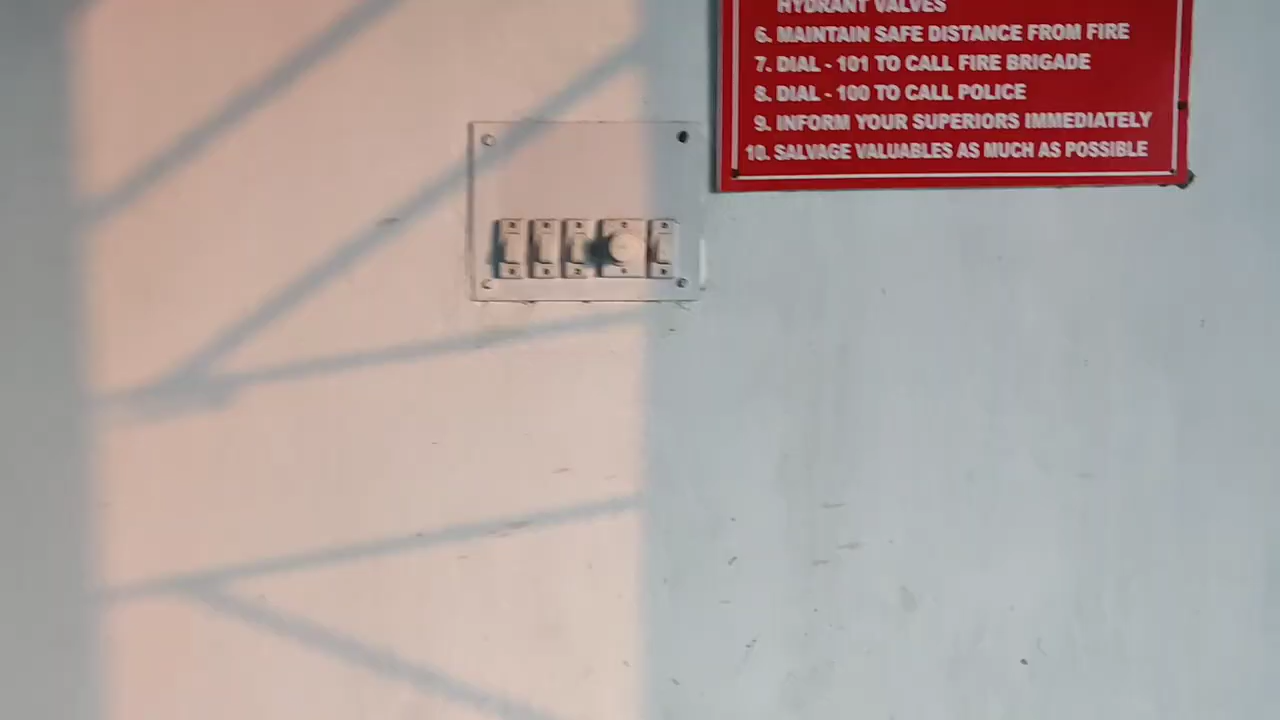 HYDRANT VALVES
6. MAINTAIN SAFE DISTANCE FROM FIRE
7. DIAL - 101 TO CALL FIRE BRIGADE
8. DIAL - 100 TO CALL POLICE
9. INFORM YOUR SUPERIORS IMMEDIATELY
10. SALVAGE VALUABLES AS MUCH AS POSSIBLE